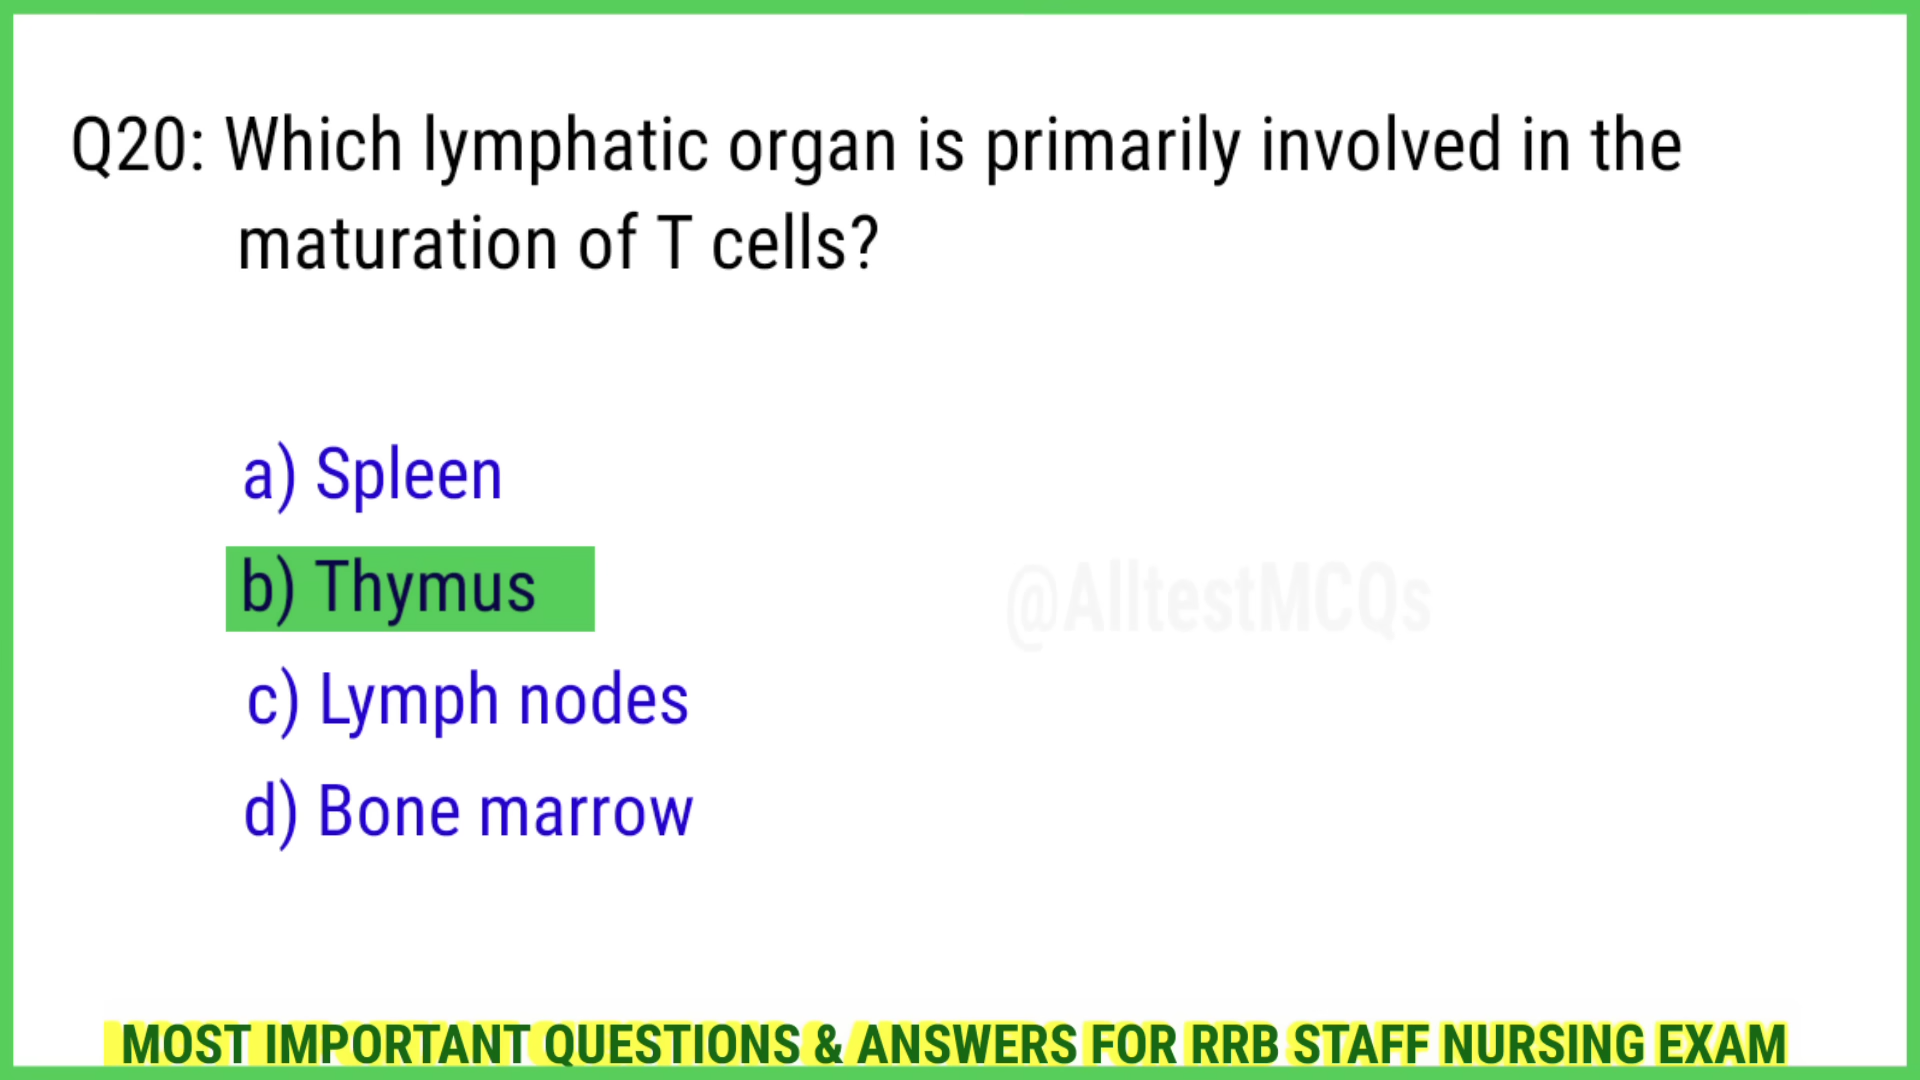 Q20: Which lymphatic organ is primarily involved in the
maturation of T cells?
a) Spleen
b) Thymus
@AlltestMCQs
c) Lymph nodes
d) Bone marrow
MOST IMPORTANT QUESTIONS & ANSWERS FOR RRB STAFF NURSING EXAM